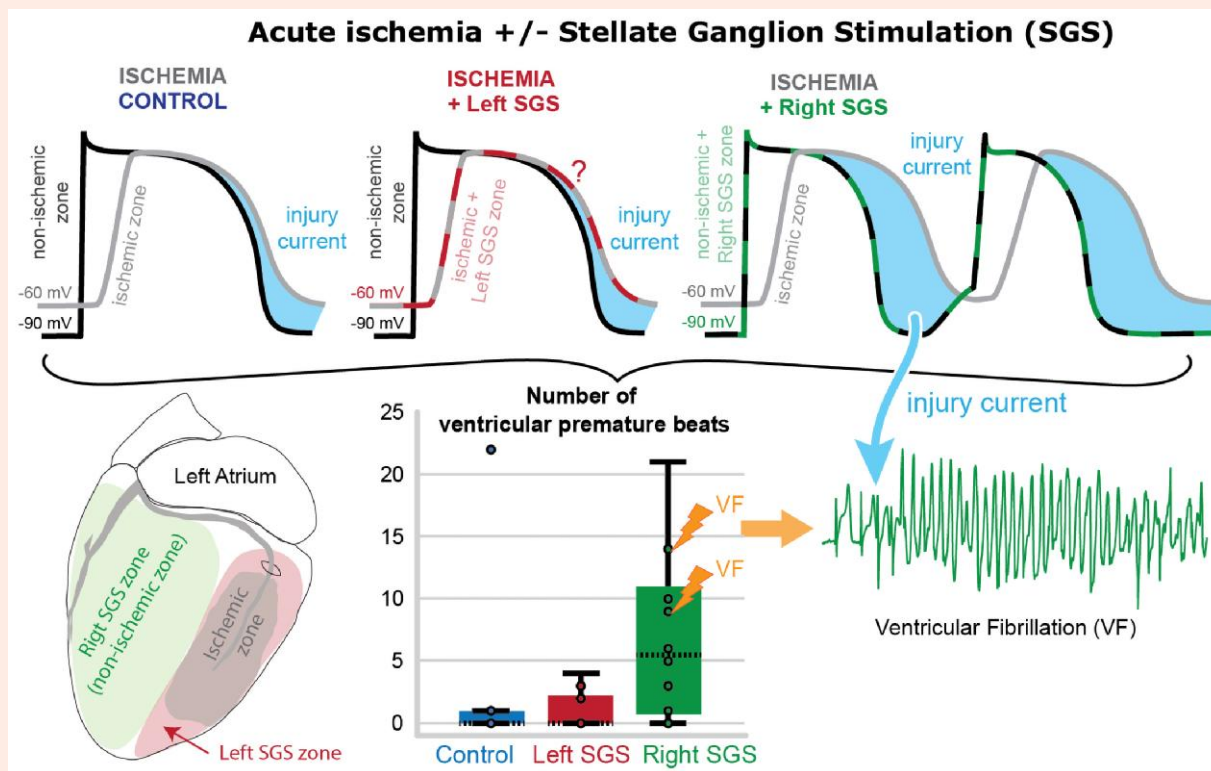 Acute ischemia +/- Stellate Ganglion Stimulation (SGS)
ISCHEMIA
CONTROL
non-ischemic
zone
ischemic zone
injury
current
-60 mV
-90 mV
ISCHEMIA
+ Left SGS
non-ischemic
zone
ischemic +
Left SGS zone
?
injury
current
-60 mV
-90 mV
ISCHEMIA
+ Right SGS
non-ischemic +
Right SGS zone
ischemic zone
injury
current
-60 mV
-90 mV
injury current
Left Atrium
Rigt SGS zone
(non-ischemic zone)
Ischemic
zone
Left SGS zone
Number of
ventricular premature beats
25
20
15
10
5
0
VF
VF
Control
Left SGS
Right SGS
Ventricular Fibrillation (VF)